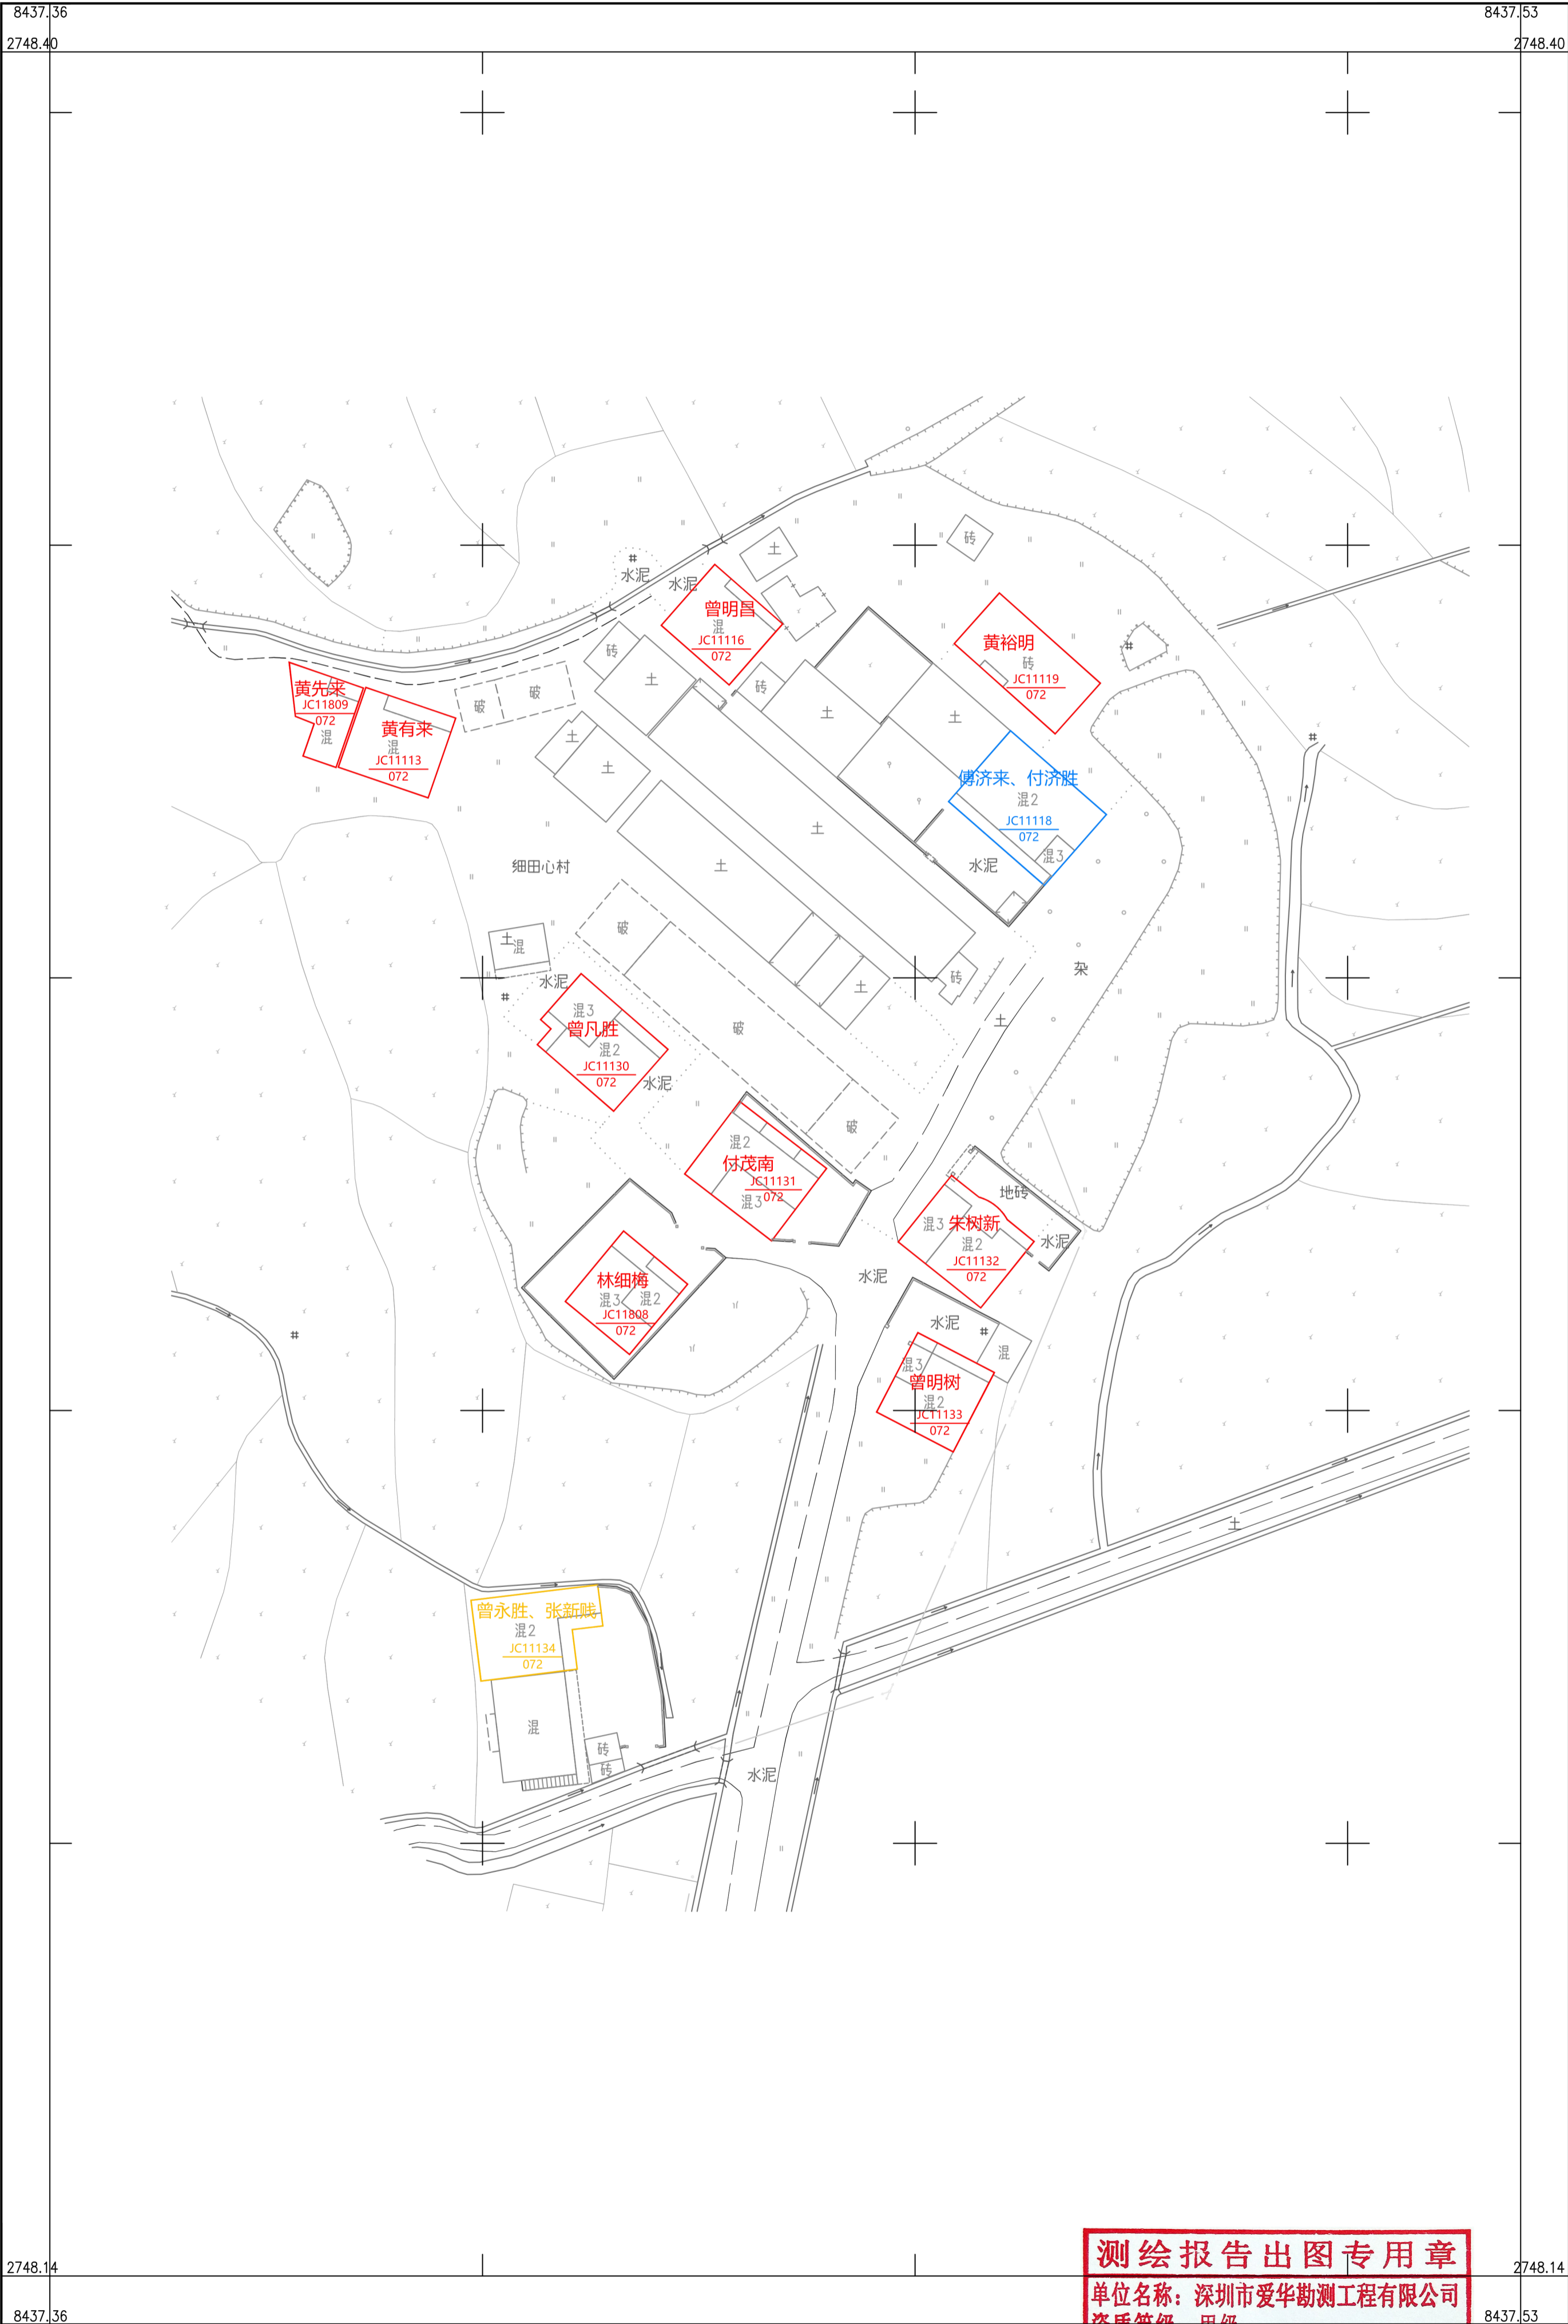 8437.36
8437.53
2748.40
2748.40
砖
土
水泥
水泥
曾明昌
混
JC11116
072
黄裕明
砖
JC11119
072
砖
土
黄先来
JC11809
072
混
黄有来
混
JC11113
072
破
破
砖
土
土
土
土
傅济来、付济胜
混2
JC11118
072
土
水泥
混3
细田心村
土
破
土
混
水泥
杂
砖
土
混3
曾凡胜
混2
JC11130
072
水泥
土
破
破
混2
付茂南
JC11131
072
混3
地砖
混3
朱树新
混2
JC11132
072
水泥
水泥
林细梅
混3
混2
JC11808
072
水泥
混
混3
曾明树
混2
JC11133
072
土
曾永胜、张新贱
混2
JC11134
072
混
砖
砖
水泥
测绘报告出图专用章
2748.14
2748.14
单位名称：深圳市爱华勘测工程有限公司
8437.36
8437.53